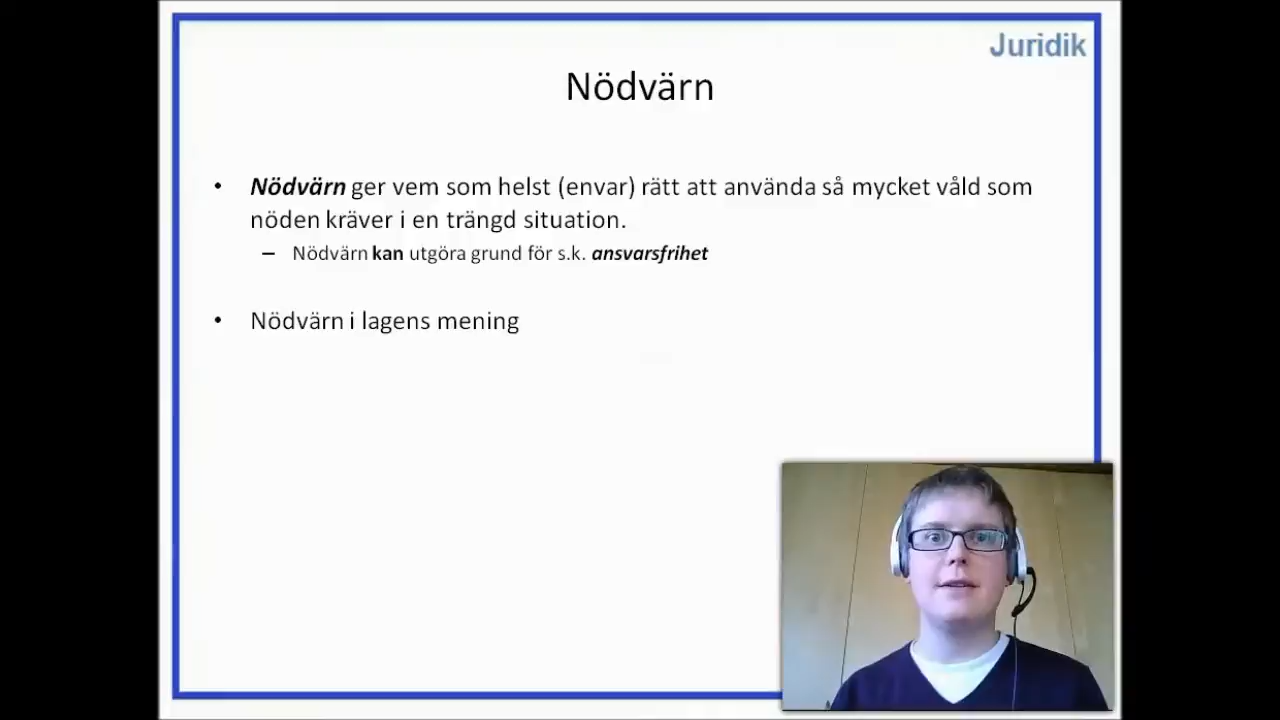 Juridik
Nödvärn
• Nödvärn ger vem som helst (envar) rätt att använda så mycket våld som
nöden kräver i en trängd situation.
– Nödvärn kan utgöra grund för s.k. ansvarsfrihet
• Nödvärn i lagens mening